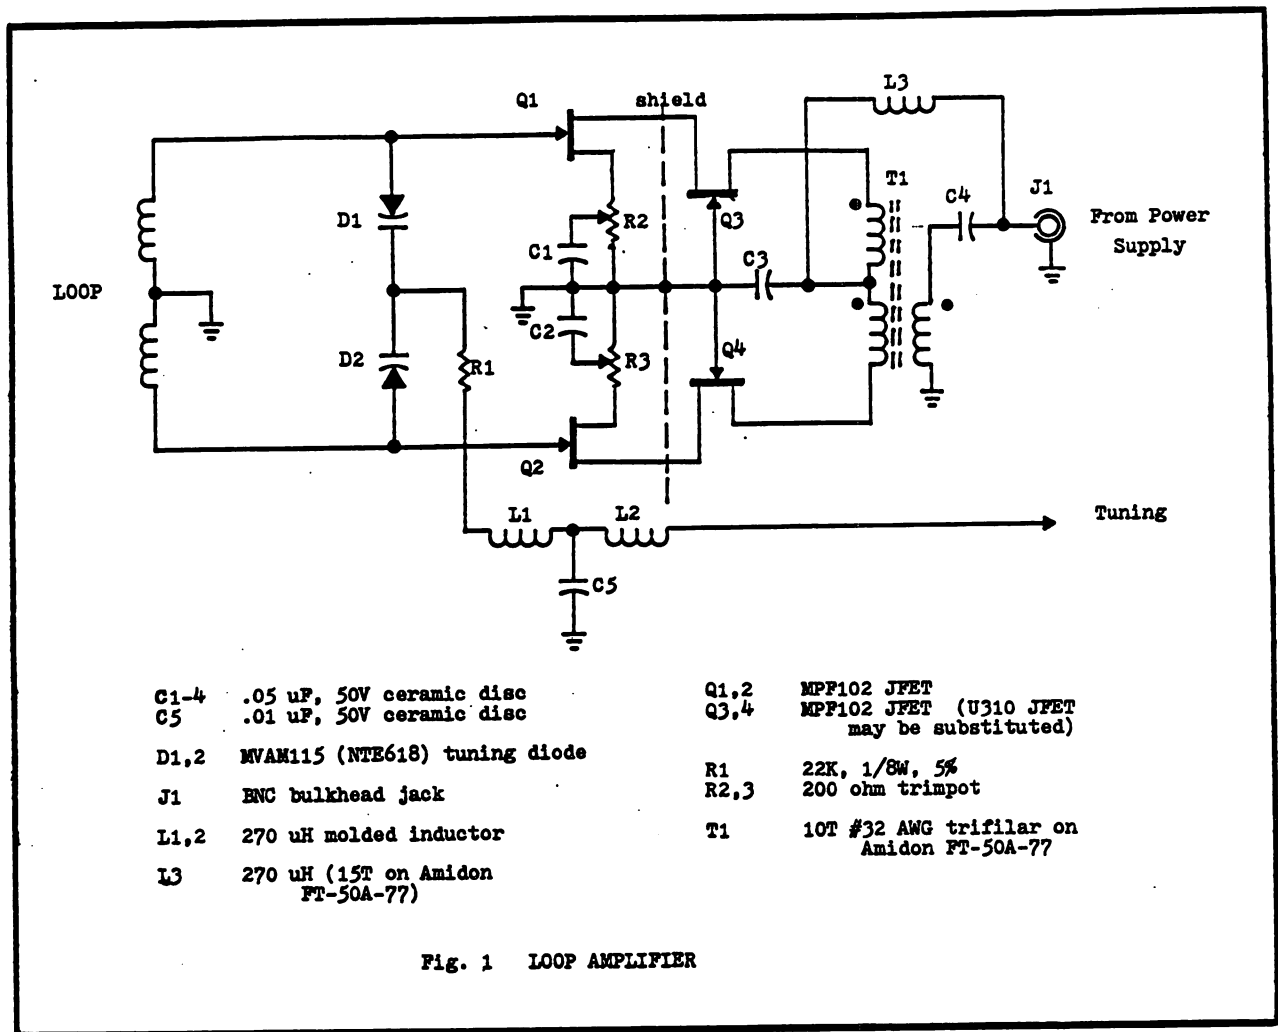 L3
Q1
shield
T1
J1
C4
D1
R2
Q3
From Power
Supply
C1
C3
LOOP
C2
Q4
D2
R1
R3
Q2
L1
L2
Tuning
C5
C1-4 .05 uF, 50V ceramic disc
C5 .01 uF, 50V ceramic disc
D1,2 MVAM115 (NTE618) tuning diode
J1 BNC bulkhead jack
L1,2 270 uH molded inductor
L3 270 uH (15T on Amidon
FT-50A-77)
Q1,2 MPF102 JFET
Q3,4 MPF102 JFET (U310 JFET
may be substituted)
R1 22K, 1/8W, 5%
R2,3 200 ohm trimpot
T1 10T #32 AWG trifilar on
Amidon FT-50A-77
Fig. 1 LOOP AMPLIFIER